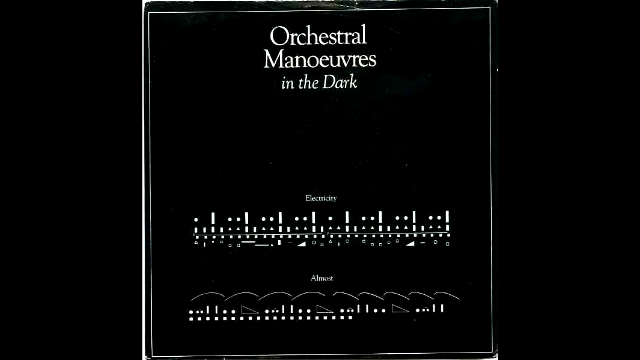 Orchestral
Manoeuvres
in the Dark
Electricity
Almost